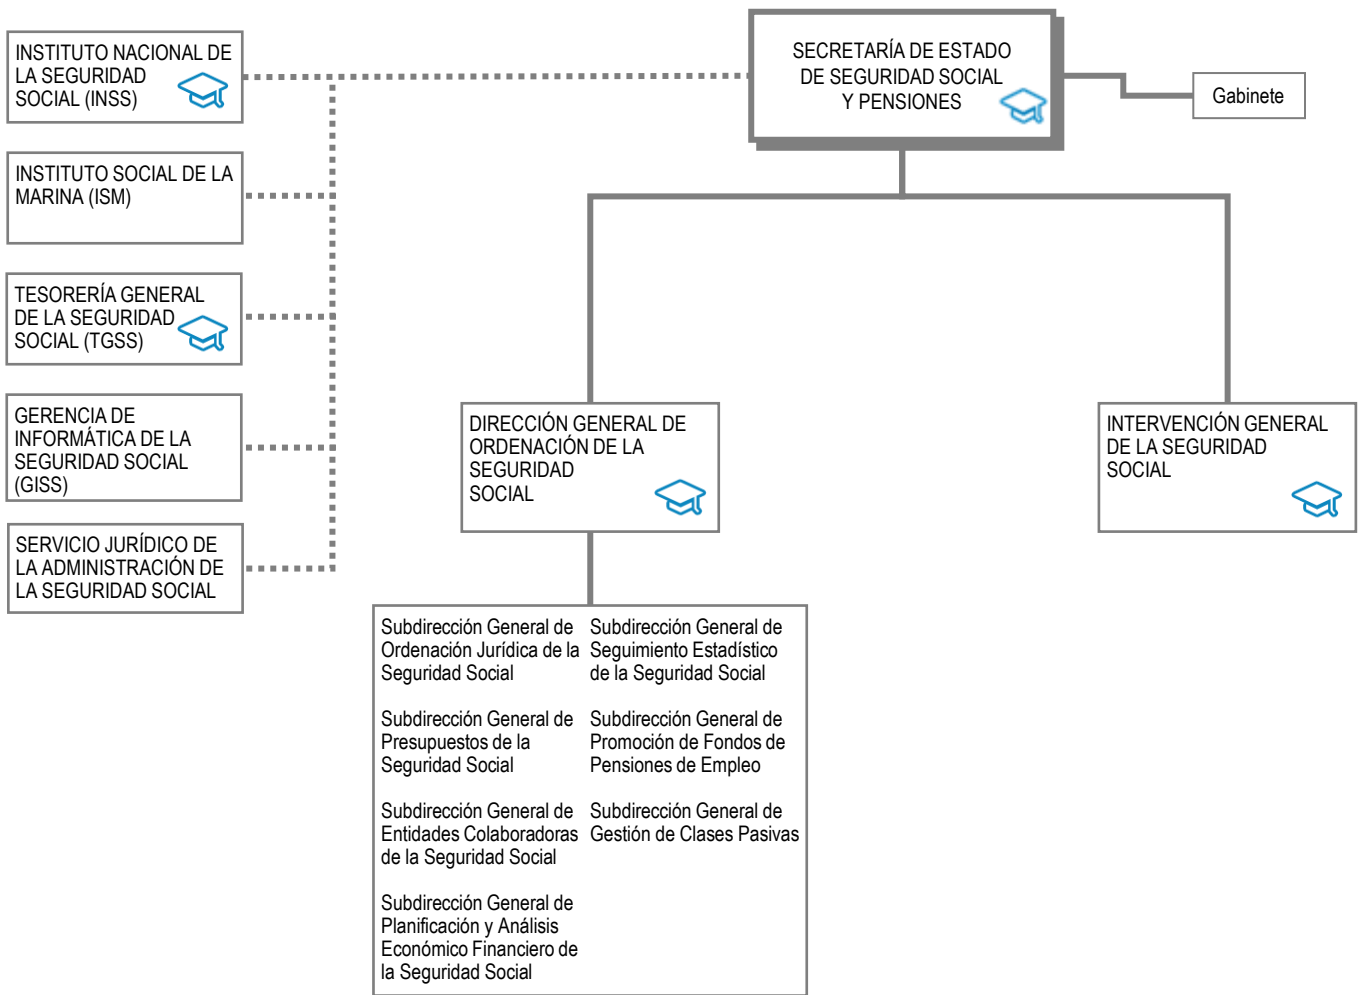 INSTITUTO NACIONAL DE
LA SEGURIDAD
SOCIAL (INSS)
SECRETARÍA DE ESTADO
DE SEGURIDAD SOCIAL
Y PENSIONES
Gabinete
INSTITUTO SOCIAL DE LA
MARINA (ISM)
TESORERÍA GENERAL
DE LA SEGURIDAD
SOCIAL (TGSS)
GERENCIA DE
INFORMÁTICA DE LA
SEGURIDAD SOCIAL
(GISS)
SERVICIO JURÍDICO DE
LA ADMINISTRACIÓN DE
LA SEGURIDAD SOCIAL
DIRECCIÓN GENERAL DE
ORDENACIÓN DE LA
SEGURIDAD
SOCIAL
INTERVENCIÓN GENERAL
DE LA SEGURIDAD
SOCIAL
Subdirección General de
Ordenación Jurídica de la
Seguridad Social
Subdirección General de
Presupuestos de la
Seguridad Social
Subdirección General de
Entidades Colaboradoras
de la Seguridad Social
Subdirección General de
Planificación y Análisis
Económico Financiero de
la Seguridad Social
Subdirección General de
Seguimiento Estadístico
de la Seguridad Social
Subdirección General de
Promoción de Fondos de
Pensiones de Empleo
Subdirección General de
Gestión de Clases Pasivas